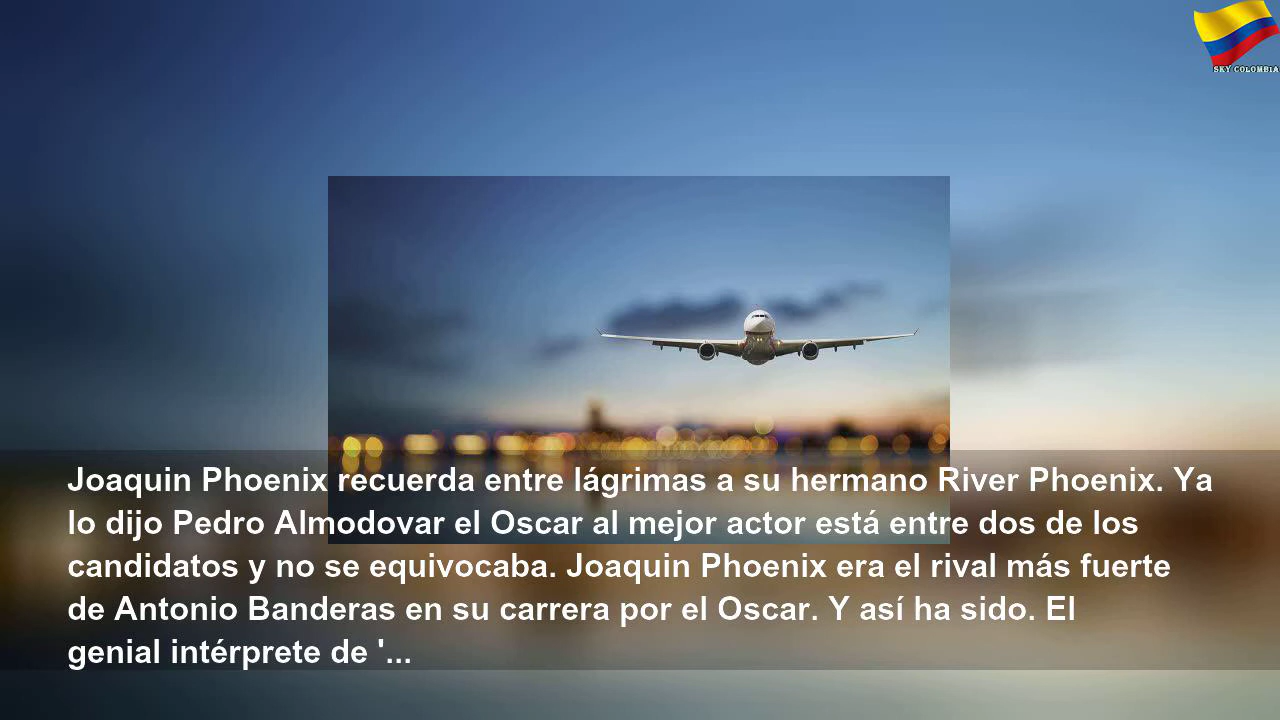 SKY COLOMBIA
Joaquin Phoenix recuerda entre lágrimas a su hermano River Phoenix. Ya
lo dijo Pedro Almodovar el Oscar al mejor actor está entre dos de los
candidatos y no se equivocaba. Joaquin Phoenix era el rival más fuerte
de Antonio Banderas en su carrera por el Oscar. Y así ha sido. El
genial intérprete de '...